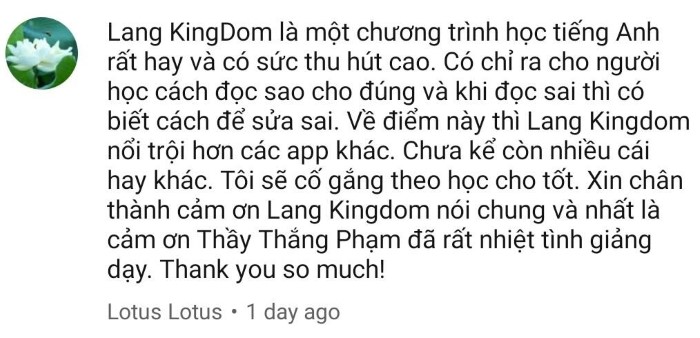 Lang KingDom là một chương trình học tiếng Anh
rất hay và có sức thu hút cao. Có chỉ ra cho người
học cách đọc sao cho đúng và khi đọc sai thì có
biết cách để sửa sai. Về điểm này thì Lang Kingdom
nổi trội hơn các app khác. Chưa kể còn nhiều cái
hay khác. Tôi sẽ cố gắng theo học cho tốt. Xin chân
thành cảm ơn Lang Kingdom nói chung và nhất là
cảm ơn Thầy Thắng Phạm đã rất nhiệt tình giảng
dạy. Thank you so much!
Lotus Lotus • 1 day ago